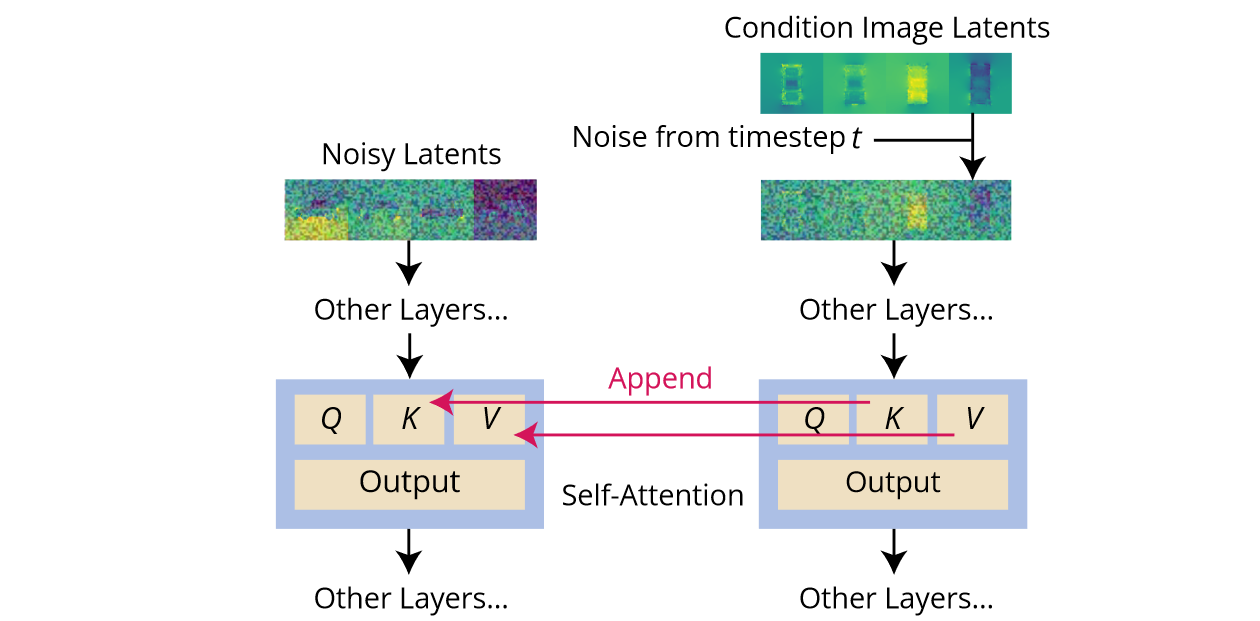 Condition Image Latents
Noise from timestep t
Noisy Latents
Other Layers...
Other Layers...
Append
Q K V
Q K V
Output
Output
Self-Attention
Other Layers...
Other Layers...